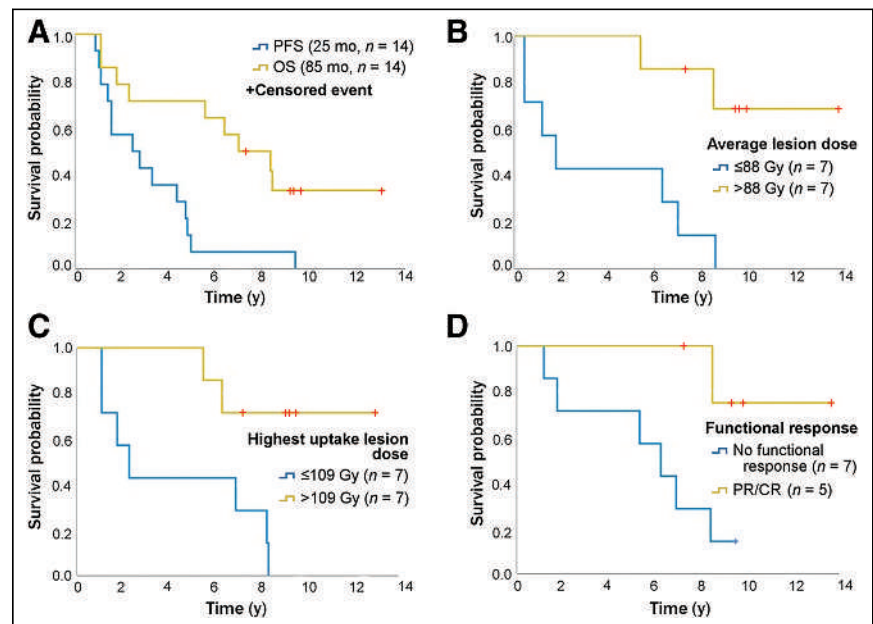 A
Survival probability
1.0
0.8
0.6
0.4
0.2
0.0
0
2
4
6
8
10
12
14
Time (y)
PFS (25 mo, n = 14)
OS (85 mo, n = 14)
+Censored event
B
Survival probability
1.0
0.8
0.6
0.4
0.2
0.0
0
2
4
6
8
10
12
14
Time (y)
Average lesion dose
≤88 Gy (n = 7)
>88 Gy (n = 7)
C
Survival probability
1.0
0.8
0.6
0.4
0.2
0.0
0
2
4
6
8
10
12
14
Time (y)
Highest uptake lesion
dose
≤109 Gy (n = 7)
>109 Gy (n = 7)
D
Survival probability
1.0
0.8
0.6
0.4
0.2
0.0
0
2
4
6
8
10
12
14
Time (y)
Functional response
No functional
response (n = 7)
PR/CR (n = 5)